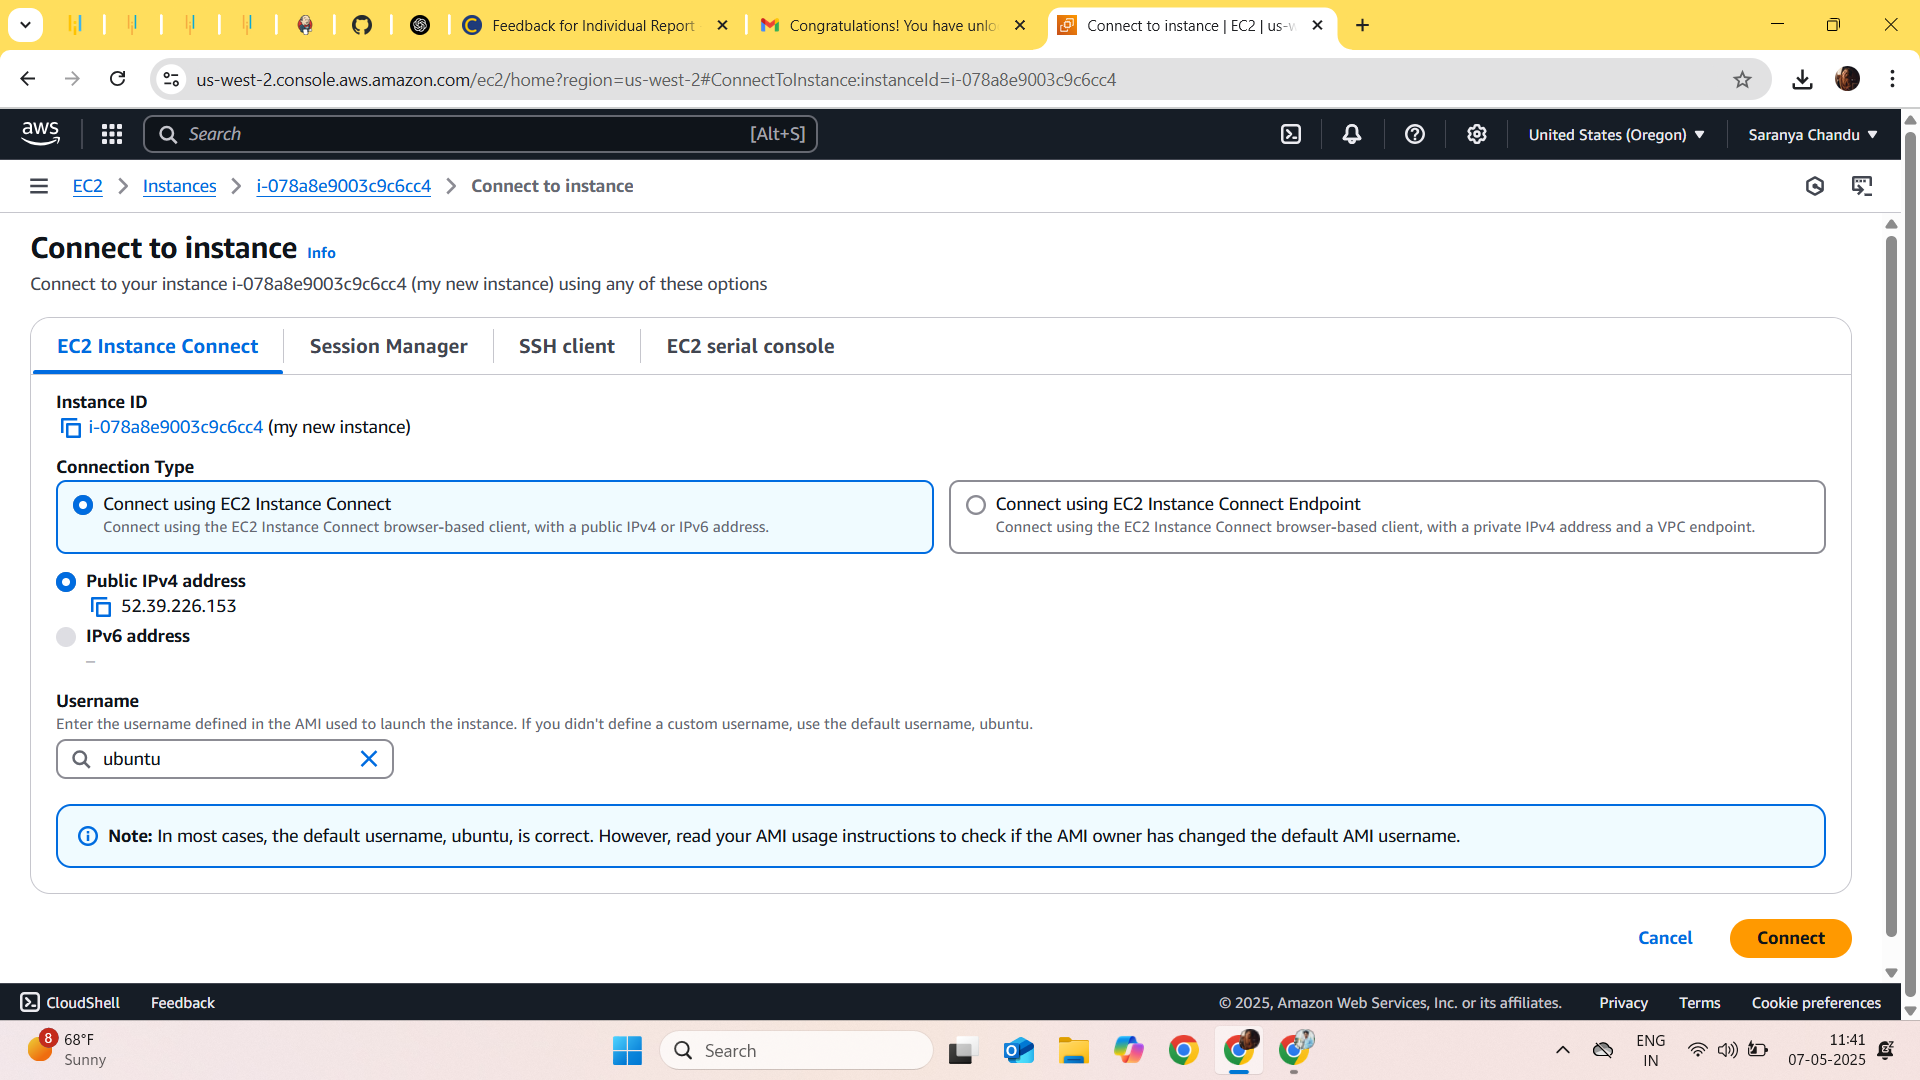 Feedback for Individual Report
Congratulations! You have unlo
Connect to instance | EC2 | us-w
us-west-2.console.aws.amazon.com/ec2/home?region=us-west-2#ConnectToInstance:instanceId=i-078a8e9003c9c6cc4
aws
Search
[Alt+S]
United States (Oregon)
Saranya Chandu
EC2
Instances
i-078a8e9003c9c6cc4
Connect to instance
Connect to instance Info
Connect to your instance i-078a8e9003c9c6cc4 (my new instance) using any of these options
EC2 Instance Connect
Session Manager
SSH client
EC2 serial console
Instance ID
i-078a8e9003c9c6cc4 (my new instance)
Connection Type
Connect using EC2 Instance Connect
Connect using the EC2 Instance Connect browser-based client, with a public IPv4 or IPv6 address.
Connect using EC2 Instance Connect Endpoint
Connect using the EC2 Instance Connect browser-based client, with a private IPv4 address and a VPC endpoint.
Public IPv4 address
52.39.226.153
IPv6 address
–
Username
Enter the username defined in the AMI used to launch the instance. If you didn't define a custom username, use the default username, ubuntu.
ubuntu
Note: In most cases, the default username, ubuntu, is correct. However, read your AMI usage instructions to check if the AMI owner has changed the default AMI username.
Cancel
Connect
CloudShell
Feedback
© 2025, Amazon Web Services, Inc. or its affiliates.
Privacy
Terms
Cookie preferences
8
68°F
Sunny
Search
ENG
IN
11:41
07-05-2025